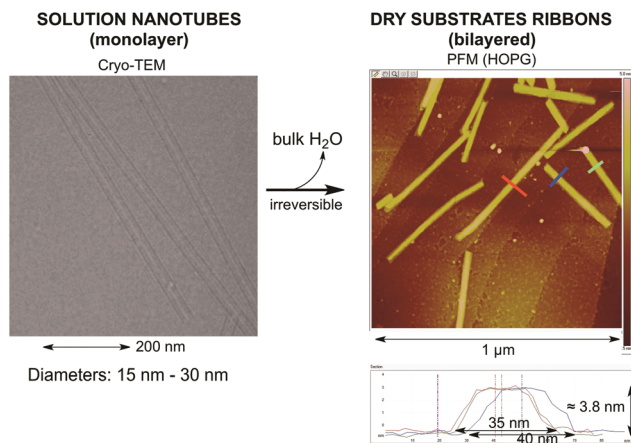 SOLUTION NANOTUBES
(monolayer)
Cryo-TEM
200 nm
Diameters: 15 nm - 30 nm
bulk H₂O
irreversible
DRY SUBSTRATES RIBBONS
(bilayered)
PFM (HOPG)
1 µm
≈ 3.8 nm
35 nm
40 nm